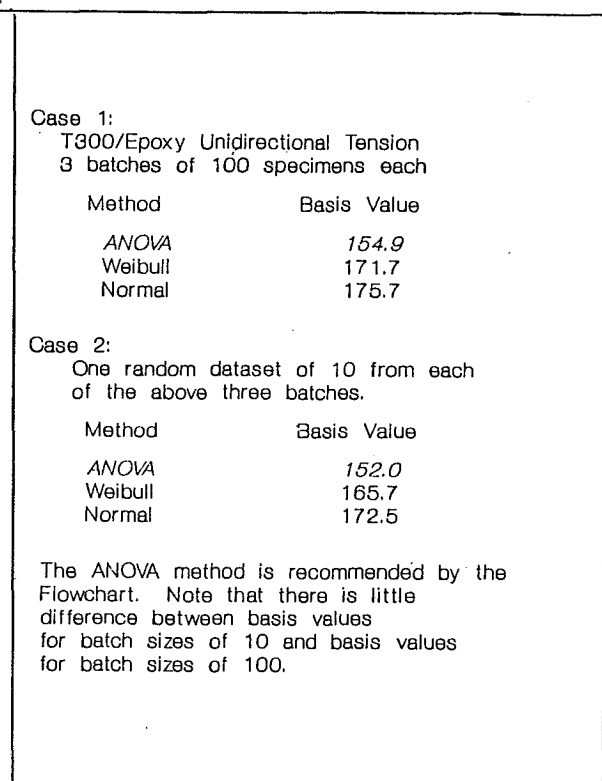 Case 1:
T300/Epoxy Unidirectional Tension
3 batches of 100 specimens each
Method Basis Value
ANOVA 154.9
Weibull 171.7
Normal 175.7
Case 2:
One random dataset of 10 from each
of the above three batches.
Method Basis Value
ANOVA 152.0
Weibull 165.7
Normal 172.5
The ANOVA method is recommended by the
Flowchart. Note that there is little
difference between basis values
for batch sizes of 10 and basis values
for batch sizes of 100.